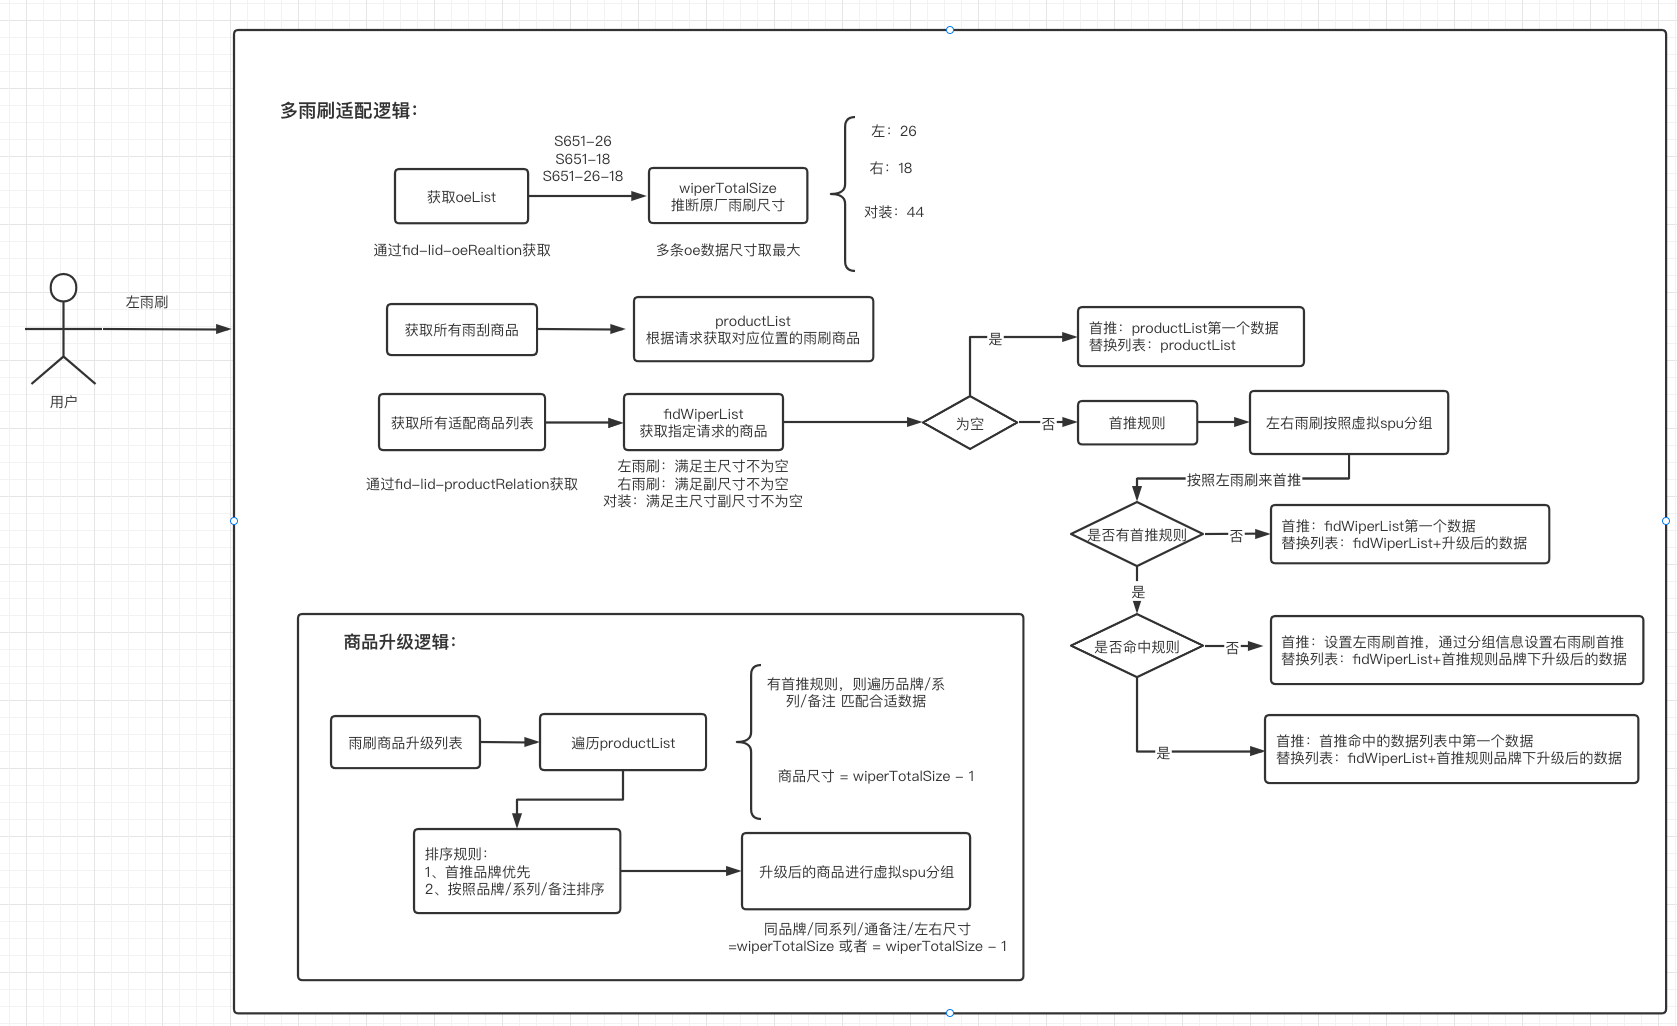 多雨刷适配逻辑：
S651-26
S651-18
S651-26-18
获取oeList
wiperTotalSize
推断原厂雨刷尺寸
左：26
右：18
对装：44
通过fid-lid-oeRealtion获取
多条oe数据尺寸取最大
左雨刷
用户
获取所有雨刮商品
productList
根据请求获取对应位置的雨刷商品
获取所有适配商品列表
fidWiperList
获取指定请求的商品
通过fid-lid-productRelation获取
左雨刷：满足主尺寸不为空
右雨刷：满足副尺寸不为空
对装：满足主尺寸副尺寸不为空
为空
是
首推：productList第一个数据
替换列表：productList
否
首推规则
左右雨刷按照虚拟spu分组
按照左雨刷来首推
是否有首推规则
否
首推：fidWiperList第一个数据
替换列表：fidWiperList+升级后的数据
是
是否命中规则
否
首推：设置左雨刷首推，通过分组信息设置右雨刷首推
替换列表：fidWiperList+首推规则品牌下升级后的数据
是
首推：首推命中的数据列表中第一个数据
替换列表：fidWiperList+首推规则品牌下升级后的数据
商品升级逻辑：
雨刷商品升级列表
遍历productList
有首推规则，则遍历品牌/系
列/备注 匹配合适数据
商品尺寸 = wiperTotalSize - 1
排序规则：
1、首推品牌优先
2、按照品牌/系列/备注排序
升级后的商品进行虚拟spu分组
同品牌/同系列/通备注/左右尺寸
=wiperTotalSize 或者 = wiperTotalSize - 1